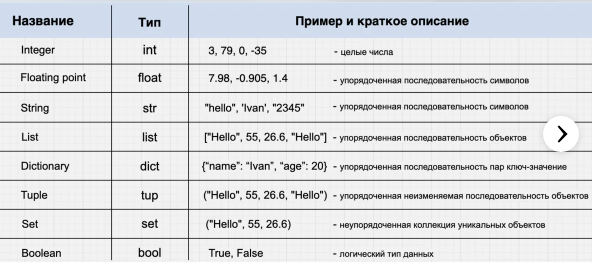 Название Тип Пример и краткое описание
Integer int 3, 79, 0, -35 - целые числа
Floating point float 7.98, -0.905, 1.4 - упорядоченная последовательность символов
String str "hello", 'Ivan', "2345" - упорядоченная последовательность символов
List list ["Hello", 55, 26.6, "Hello"] - упорядоченная последовательность объектов
Dictionary dict {“name”: “Ivan”, “age”: 20} - упорядоченная последовательность пар ключ-значение
Tuple tup ("Hello", 55, 26.6, "Hello") - упорядоченная неизменяемая последовательность объектов
Set set ("Hello", 55, 26.6) - неупорядоченная коллекция уникальных объектов
Boolean bool True, False - логический тип данных